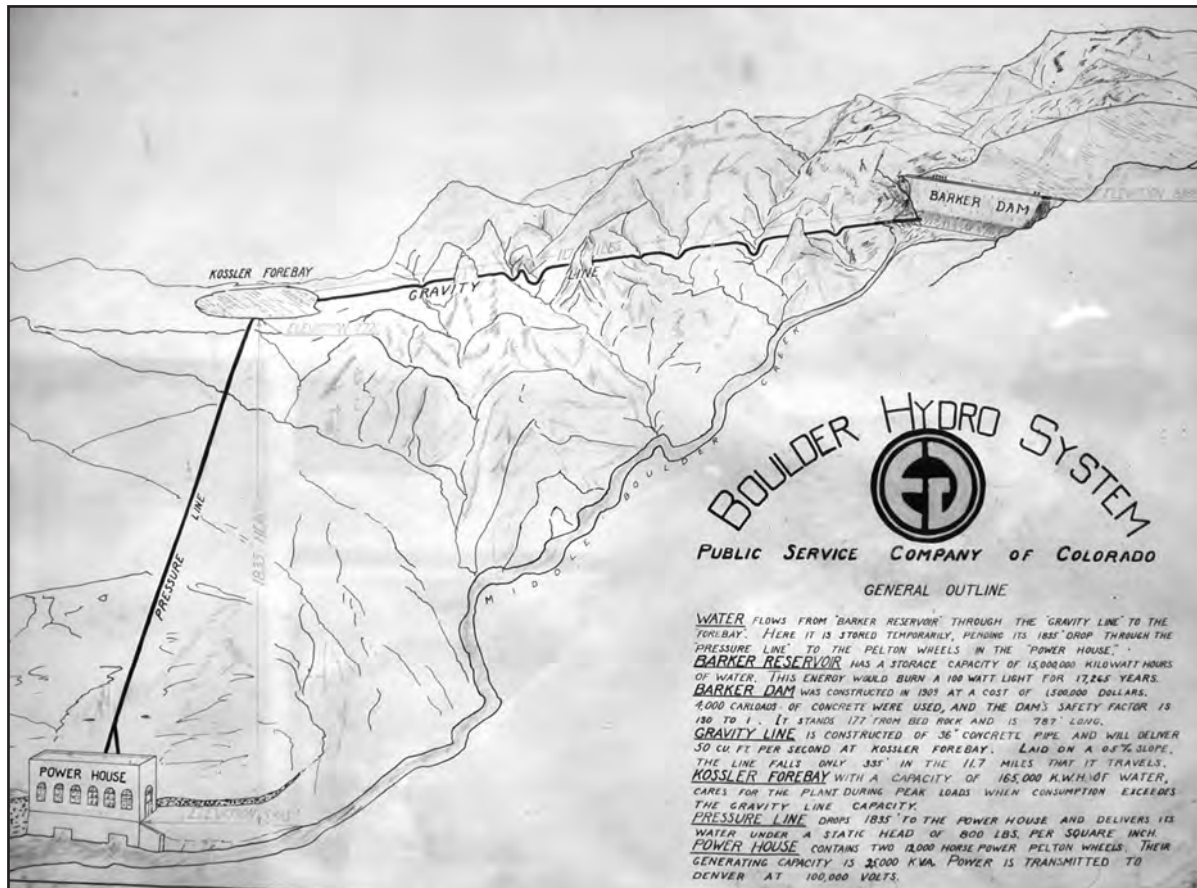 BARKER DAM
ELEVATION
KOSSLER FOREBAY
GRAVITY LINE
ELEVATION
PRESSURE LINE
1835' HEAD
MIDDLE BOULDER CREEK
POWER HOUSE
ELEVATION
BOULDER HYDRO SYSTEM
PUBLIC SERVICE COMPANY OF COLORADO
GENERAL OUTLINE
WATER FLOWS FROM "BARKER RESERVOIR" THROUGH THE "GRAVITY LINE" TO THE
"FOREBAY". HERE IT IS STORED TEMPORARILY, PENDING ITS 1835' DROP THROUGH THE
"PRESSURE LINE" TO THE PELTON WHEELS IN THE "POWER HOUSE."
BARKER RESERVOIR HAS A STORAGE CAPACITY OF 15,000,000 KILOWATT HOURS
OF WATER. THIS ENERGY WOULD BURN A 100 WATT LIGHT FOR 17,265 YEARS.
BARKER DAM WAS CONSTRUCTED IN 1909 AT A COST OF 1,500,000 DOLLARS.
4,000 CARLOADS OF CONCRETE WERE USED, AND THE DAM'S SAFETY FACTOR IS
130 TO 1. IT STANDS 177' FROM BED ROCK AND IS 787' LONG.
GRAVITY LINE IS CONSTRUCTED OF 36" CONCRETE PIPE AND WILL DELIVER
50 CU. FT. PER SECOND AT KOSSLER FOREBAY. LAID ON A 0.5% SLOPE,
THE LINE FALLS ONLY 335' IN THE 11.7 MILES THAT IT TRAVELS.
KOSSLER FOREBAY WITH A CAPACITY OF 165,000 K.W.H. OF WATER,
CARES FOR THE PLANT DURING PEAK LOADS WHEN CONSUMPTION EXCEEDES
THE GRAVITY LINE CAPACITY.
PRESSURE LINE DROPS 1835' TO THE POWER HOUSE AND DELIVERS ITS
WATER UNDER A STATIC HEAD OF 800 LBS. PER SQUARE INCH.
POWER HOUSE CONTAINS TWO 12,000 HORSE POWER PELTON WHEELS. THEIR
GENERATING CAPACITY IS 25000 KVA. POWER IS TRANSMITTED TO
DENVER AT 100,000 VOLTS.